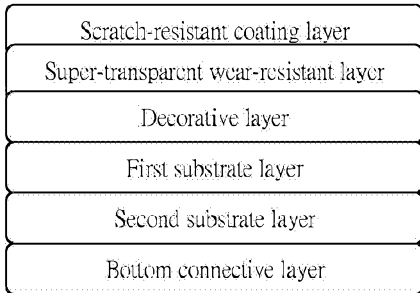 Scratch-resistant coating layer
Super-transparent wear-resistant layer
Decorative layer
First substrate layer
Second substrate layer
Bottom connective layer